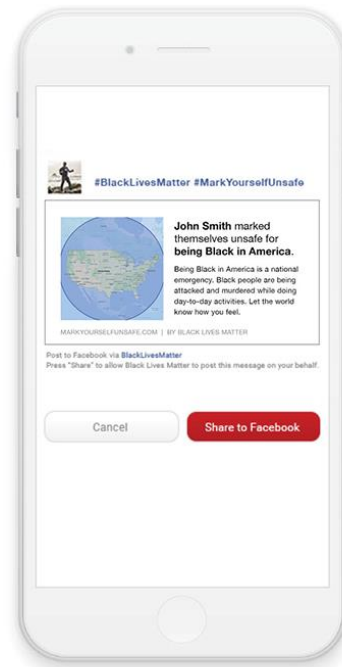 #BlackLivesMatter #MarkYourselfUnsafe
John Smith marked
themselves unsafe for
being Black in America.
Being Black in America is a national
emergency. Black people are being
attacked and murdered while doing
day-to-day activities. Let the world
know how you feel.
MARKYOURSELFUNSAFE.COM | BY BLACK LIVES MATTER
Post to Facebook via BlackLivesMatter
Press "Share" to allow Black Lives Matter to post this message on your behalf.
Cancel
Share to Facebook